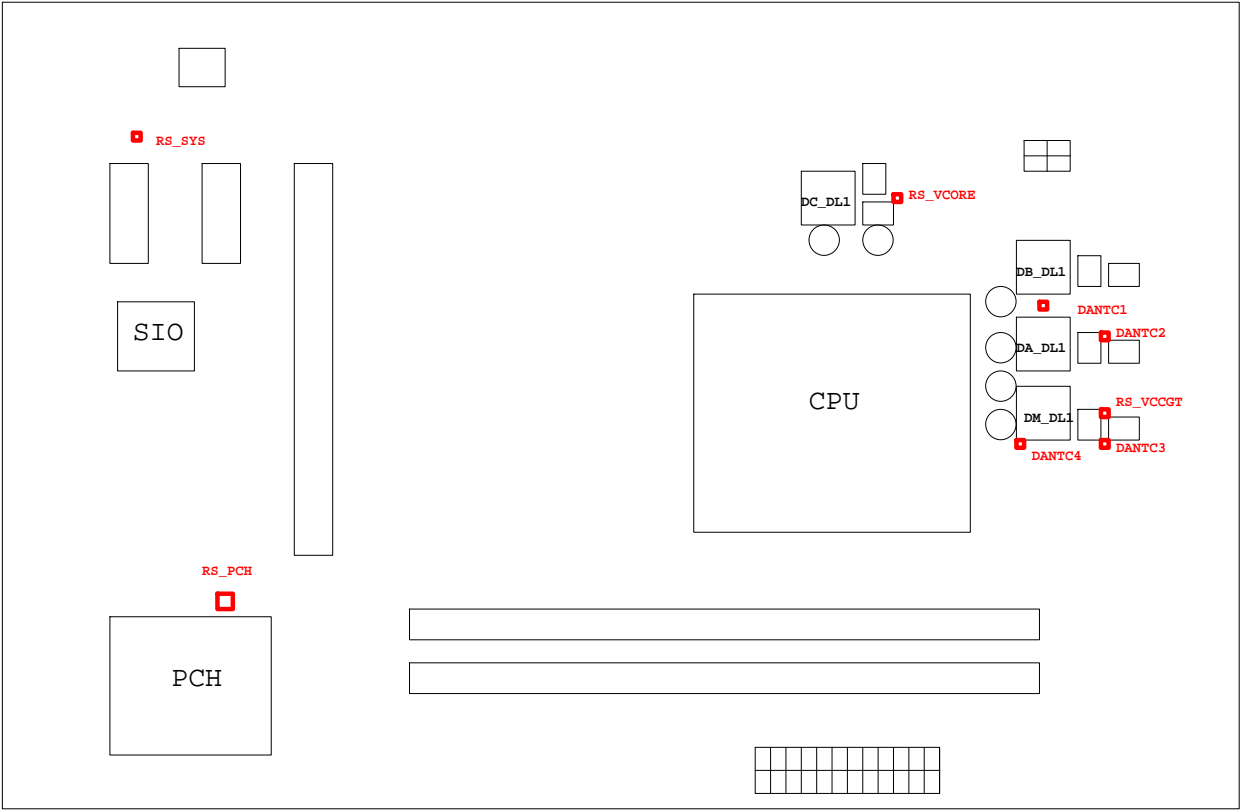 RS_SYS
DC_DL1
RS_VCORE
DB_DL1
DANTC1
SIO
DANTC2
DA_DL1
CPU
RS_VCCGT
DM_DL1
DANTC3
DANTC4
RS_PCH
PCH